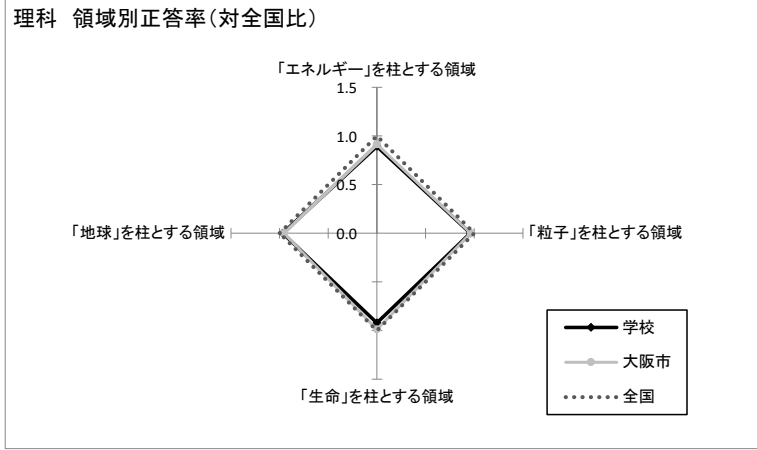 理科 領域別正答率（対全国比）
「エネルギー」を柱とする領域
1.5
1.0
0.5
0.0
「地球」を柱とする領域
「粒子」を柱とする領域
「生命」を柱とする領域
学校
大阪市
全国